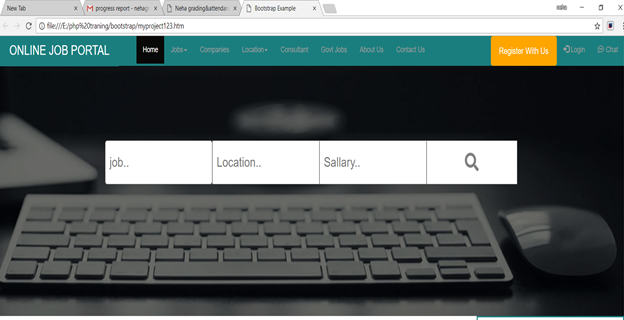 New Tab
progress report - nehag
Neha grading&attendan
Bootstrap Example
file:///E:/php%20traning/bootstrap/myproject123.htm
ONLINE JOB PORTAL
Home
Jobs
Companies
Location
Consultant
Govt Jobs
About Us
Contact Us
Register With Us
Login
Chat
job..
Location..
Sallary..